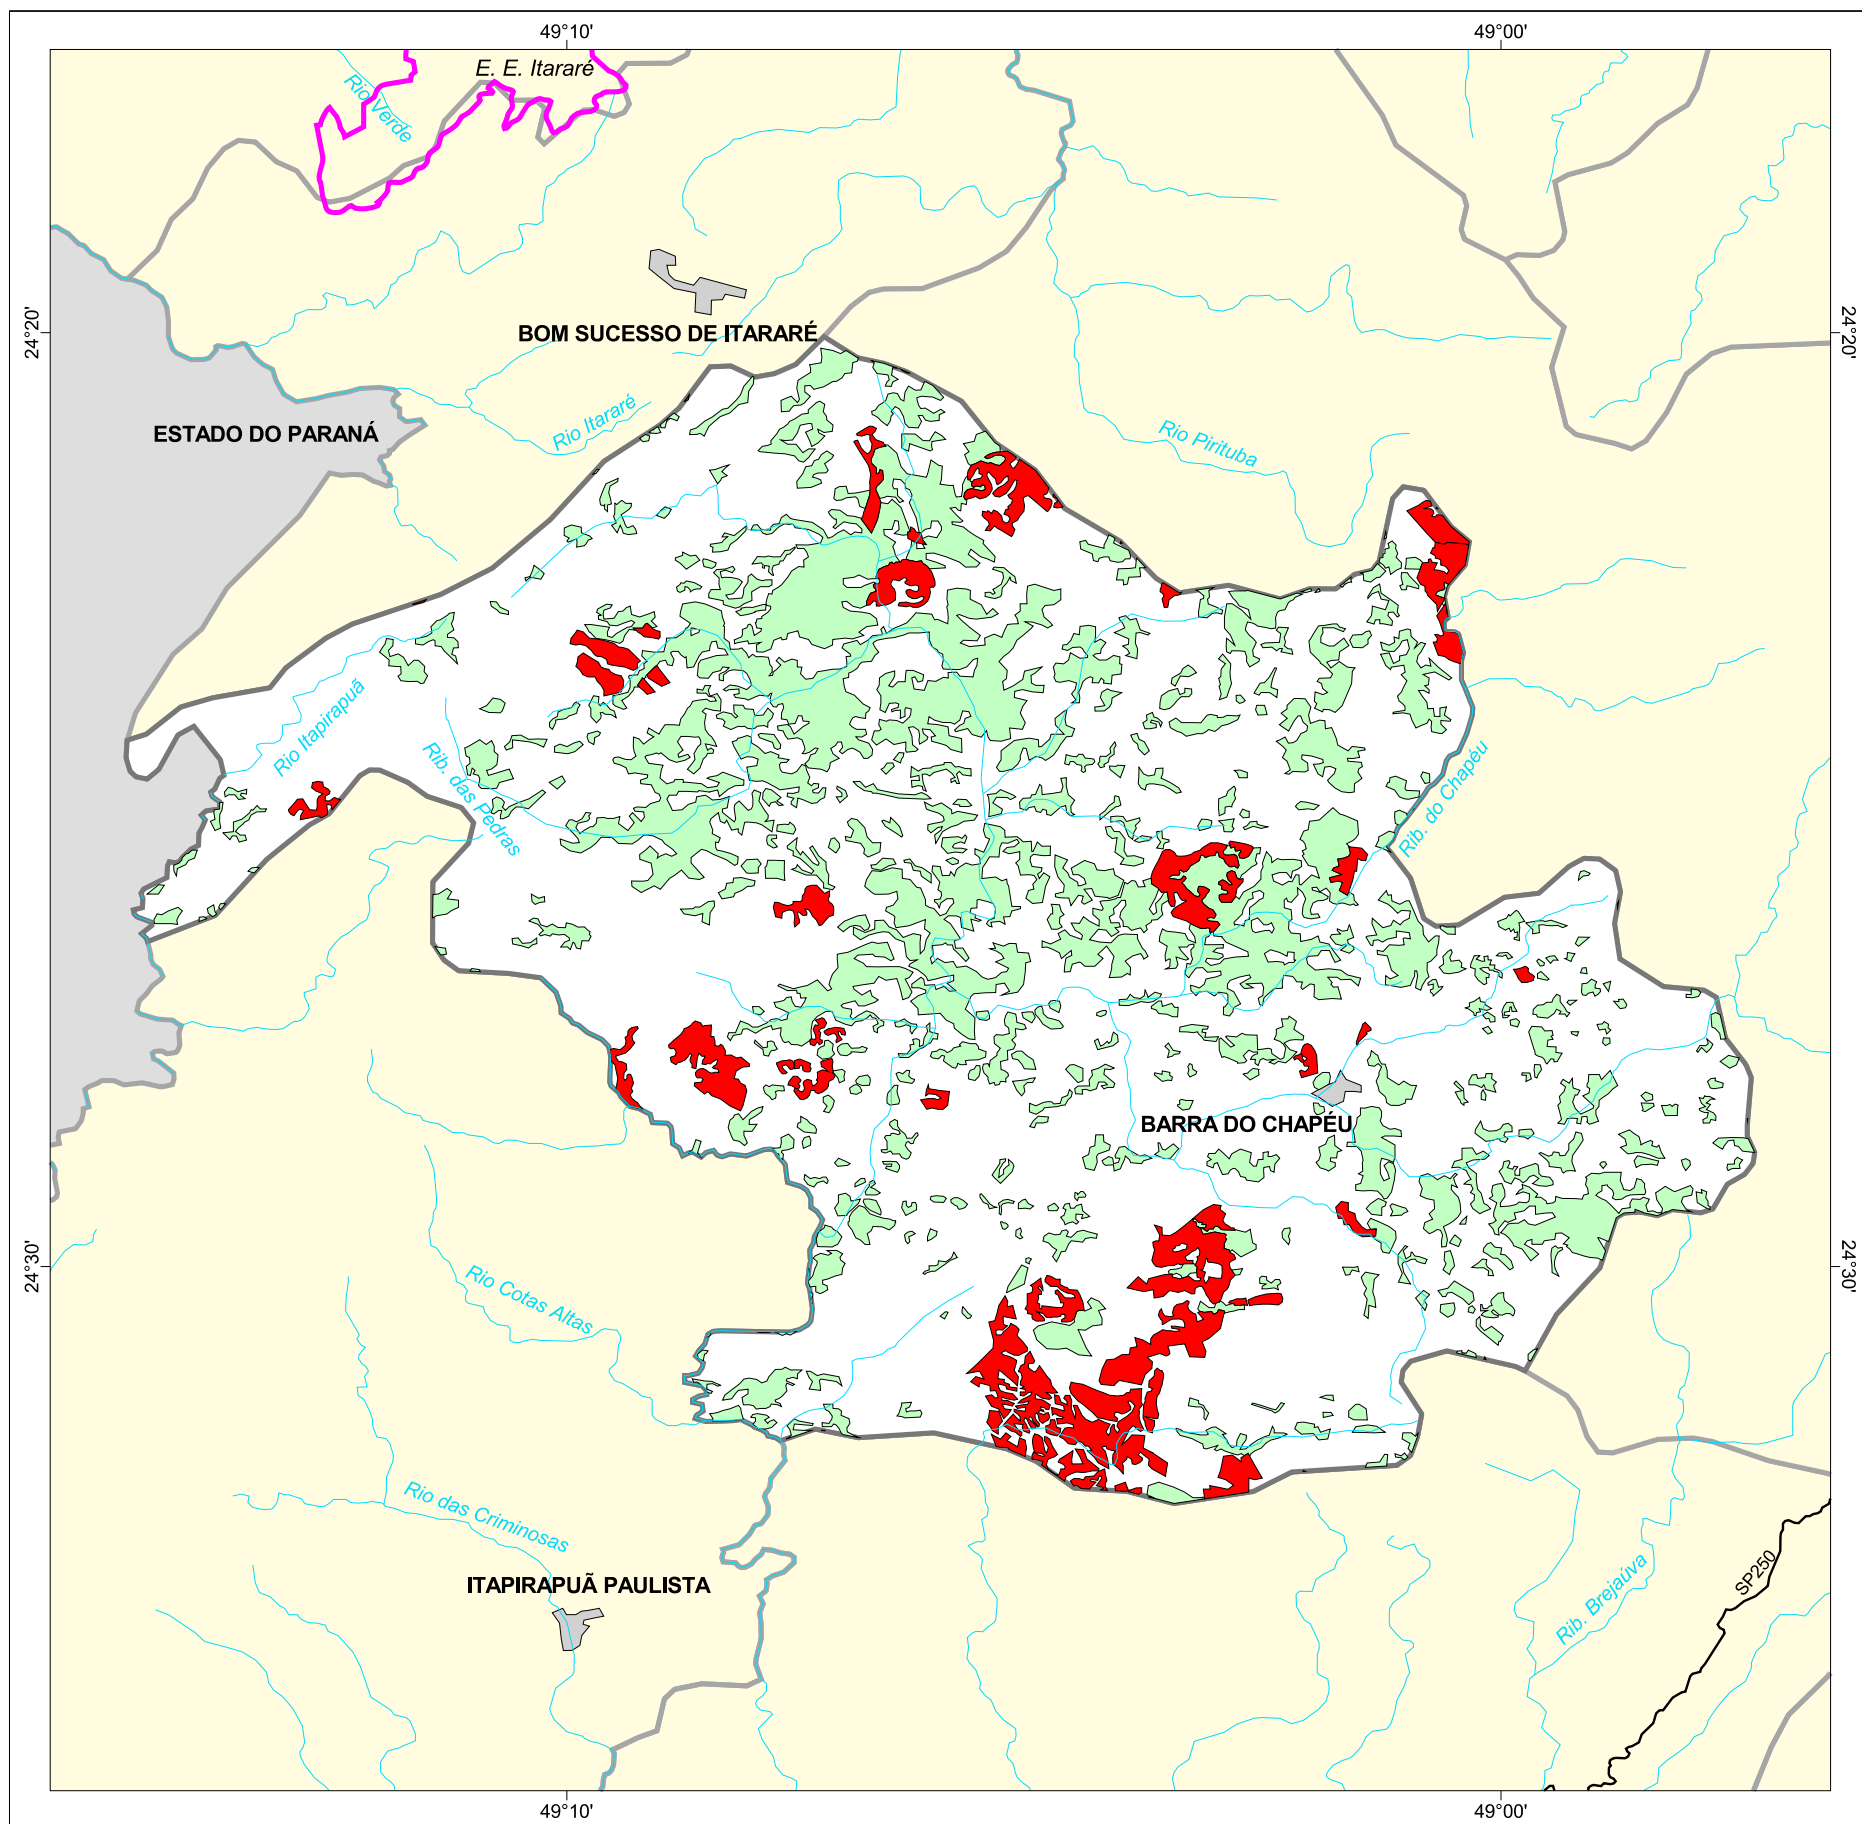 49°10'
49°00'
E. E. Itararé
Rio Verde
24°20'
24°20'
BOM SUCESSO DE ITARARÉ
Rio Itararé
ESTADO DO PARANÁ
Rio Pirituba
Rio Itapirapuã
Rib. das Pedras
Rib. do Chapéu
BARRA DO CHAPÉU
24°30'
24°30'
Rio Cotas Altas
Rio das Criminosas
ITAPIRAPUÃ PAULISTA
SP250
Rib. Brejaúva
49°10'
49°00'